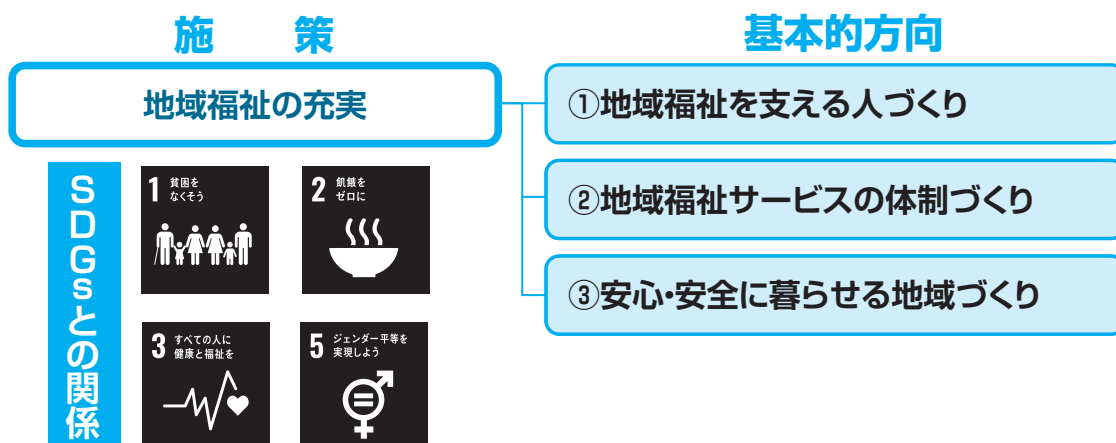 施　策
基本的方向
地域福祉の充実
①地域福祉を支える人づくり
②地域福祉サービスの体制づくり
③安心・安全に暮らせる地域づくり
SDGsとの関係
1 貧困を
なくそう
2 飢餓を
ゼロに
3 すべての人に
健康と福祉を
5 ジェンダー平等を
実現しよう